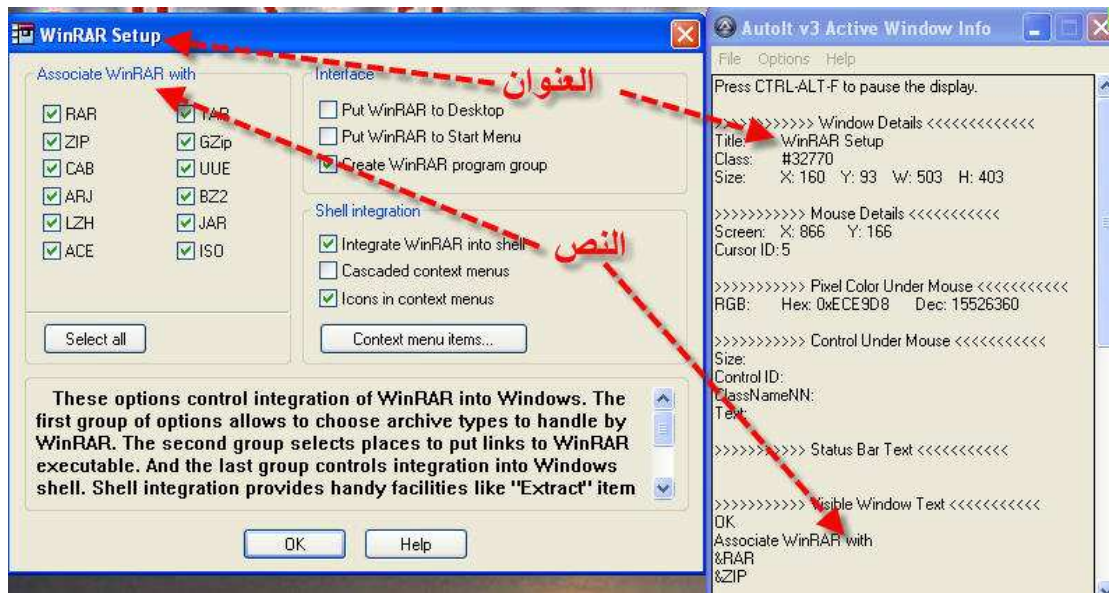 WinRAR Setup
Associate WinRAR with
RAR
ZIP
CAB
ARJ
LZH
ACE
TAR
GZip
UUE
BZ2
JAR
ISO
Select all
Interface
Put WinRAR to Desktop
Put WinRAR to Start Menu
Create WinRAR program group
Shell integration
Integrate WinRAR into shell
Cascaded context menus
Icons in context menus
Context menu items...
These options control integration of WinRAR into Windows. The
first group of options allows to choose archive types to handle by
WinRAR. The second group selects places to put links to WinRAR
executable. And the last group controls integration into Windows
shell. Shell integration provides handy facilities like "Extract" item
OK
Help
العنوان
النص
AutoIt v3 Active Window Info
File Options Help
Press CTRL-ALT-F to pause the display.
>>>>>>>>>>> Window Details <<<<<<<<<<<<<
Title: WinRAR Setup
Class: #32770
Size: X: 160 Y: 93 W: 503 H: 403
>>>>>>>>>>> Mouse Details <<<<<<<<<<<
Screen: X: 866 Y: 166
Cursor ID: 5
>>>>>>>>>>> Pixel Color Under Mouse <<<<<<<<<<<
RGB: Hex: 0xECE9D8 Dec: 15526360
>>>>>>>>>>> Control Under Mouse <<<<<<<<<<<
Size:
Control ID:
ClassNameNN:
Text:
>>>>>>>>>>> Status Bar Text <<<<<<<<<<<
>>>>>>>>>>> Visible Window Text <<<<<<<<<<<
OK
Associate WinRAR with
&RAR
&ZIP